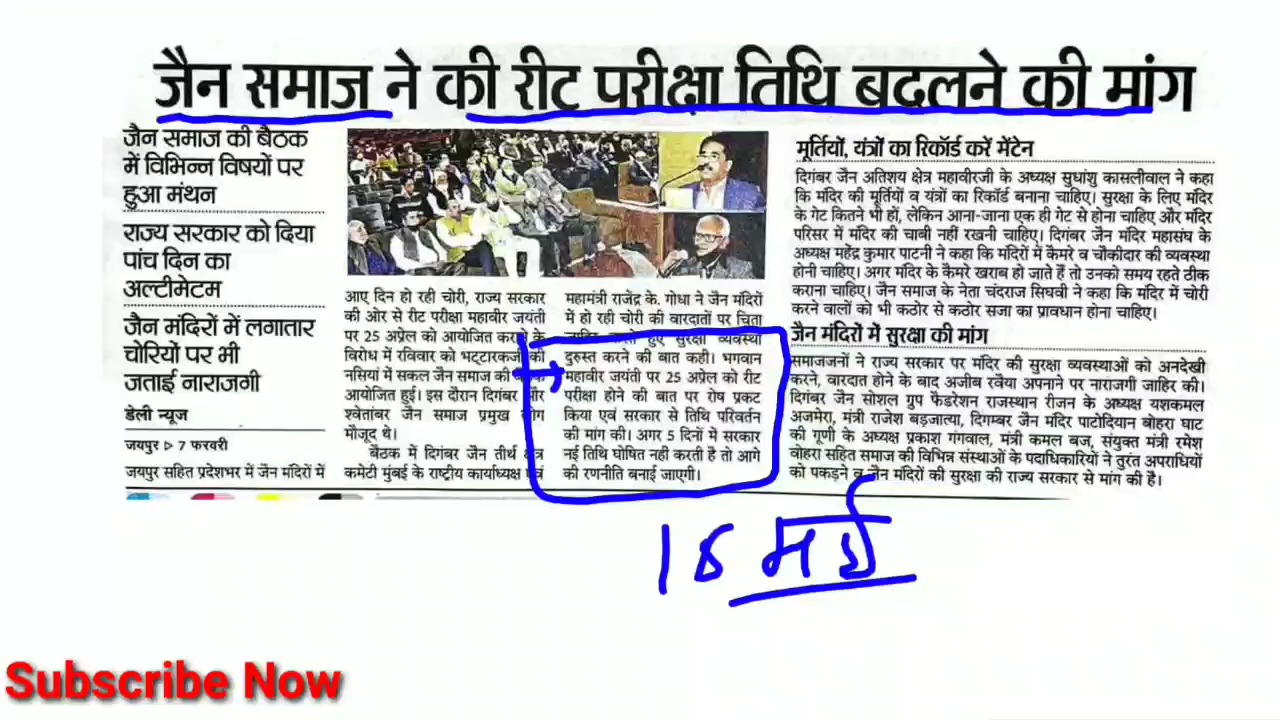 जैन समाज ने की रीट परीक्षा तिथि बदलने की मांग
जैन समाज की बैठक
में विभिन्न विषयों पर
हुआ मंथन
राज्य सरकार को दिया
पांच दिन का
अल्टीमेटम
जैन मंदिरों में लगातार
चोरियों पर भी
जताई नाराजगी
डेली न्यूज
जयपुर ▷ 7 फरवरी
जयपुर सहित प्रदेशभर में जैन मंदिरों में
आए दिन हो रही चोरी, राज्य सरकार
की ओर से रीट परीक्षा महावीर जयंती
पर 25 अप्रेल को आयोजित कराने के
विरोध में रविवार को भट्टारकजी की
नसियां में सकल जैन समाज की
आयोजित हुई। इस दौरान दिगंबर और
श्वेतांबर जैन समाज प्रमुख लोग
मौजूद थे।
बैठक में दिगंबर जैन तीर्थ क्षेत्र
कमेटी मुंबई के राष्ट्रीय कार्याध्यक्ष एवं
महामंत्री राजेंद्र के. गोधा ने जैन मंदिरों
में हो रही चोरी की वारदातों पर चिंता
हुए सुरक्षा व्यवस्था
दुरुस्त करने की बात कही। भगवान
महावीर जयंती पर 25 अप्रेल को रीट
परीक्षा होने की बात पर रोष प्रकट
किया एवं सरकार से तिथि परिवर्तन
की मांग की। अगर 5 दिनों मे सरकार
नई तिथि घोषित नही करती है तो आगे
की रणनीति बनाई जाएगी।
मूर्तियों, यंत्रों का रिकॉर्ड करें मेंटेन
दिगंबर जैन अतिशय क्षेत्र महावीरजी के अध्यक्ष सुधांशु कासलीवाल ने कहा
कि मंदिर की मूर्तियों व यंत्रों का रिकॉर्ड बनाना चाहिए। सुरक्षा के लिए मंदिर
के गेट कितने भी हों, लेकिन आना-जाना एक ही गेट से होना चाहिए और मंदिर
परिसर में मंदिर की चाबी नहीं रखनी चाहिए। दिगंबर जैन मंदिर महासंघ के
अध्यक्ष महेंद्र कुमार पाटनी ने कहा कि मंदिरों में कैमरे व चौकीदार की व्यवस्था
होनी चाहिए। अगर मंदिर के कैमरे खराब हो जाते हैं तो उनको समय रहते ठीक
कराना चाहिए। जैन समाज के नेता चंदराज सिंघवी ने कहा कि मंदिर में चोरी
करने वालों को भी कठोर से कठोर सजा का प्रावधान होना चाहिए।
जैन मंदिरों में सुरक्षा की मांग
समाजजनों ने राज्य सरकार पर मंदिर की सुरक्षा व्यवस्थाओं को अनदेखी
करने, वारदात होने के बाद अजीब रवैया अपनाने पर नाराजगी जाहिर की।
दिगंबर जैन सोशल ग्रुप फेडरेशन राजस्थान रीजन के अध्यक्ष यशकमल
अजमेरा, मंत्री राजेश बड़जात्या, दिगम्बर जैन मंदिर पाटोदियान बोहरा घाट
की गूणी के अध्यक्ष प्रकाश गंगवाल, मंत्री कमल बज, संयुक्त मंत्री रमेश
वोहरा सहित समाज की विभिन्न संस्थाओं के पदाधिकारियों ने तुरंत अपराधियों
को पकड़ने व जैन मंदिरों की सुरक्षा की राज्य सरकार से मांग की है।
मई
Subscribe Now